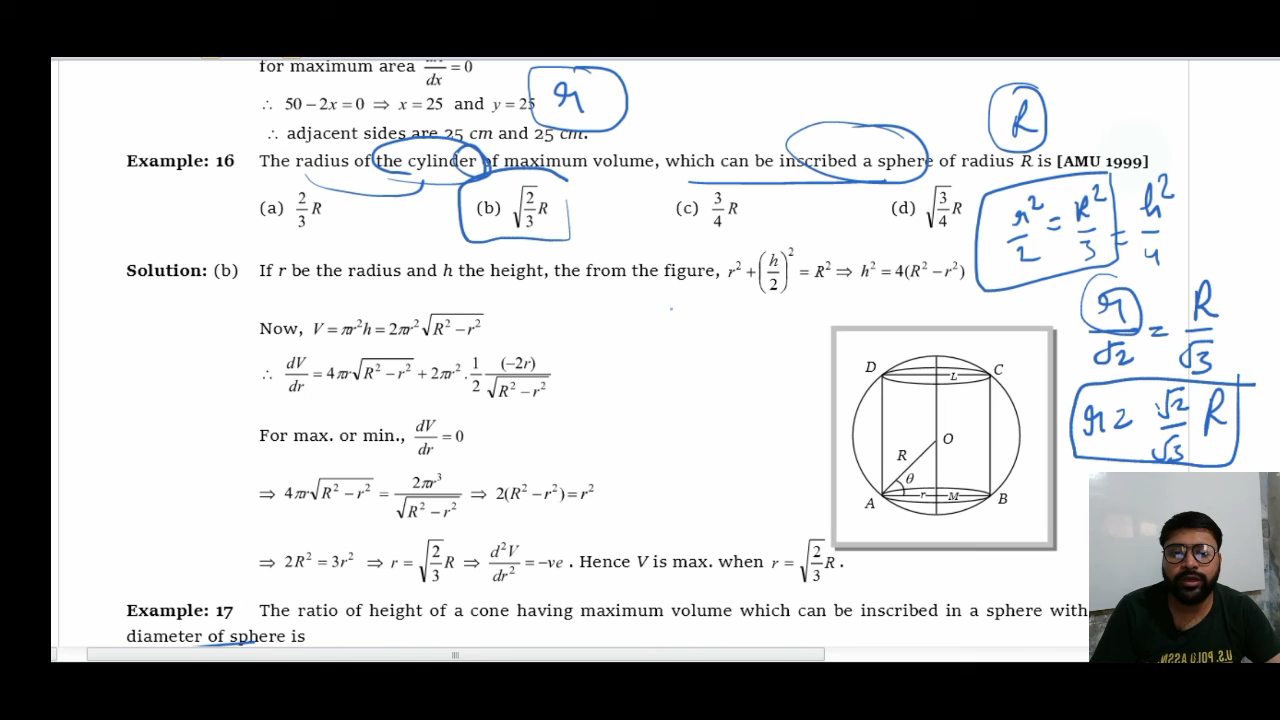 for maximum area dA/dx = 0
∴ 50 − 2x = 0 ⇒ x = 25 and y = 25
r
R
∴ adjacent sides are 25 cm and 25 cm.
Example: 16 The radius of the cylinder of maximum volume, which can be inscribed a sphere of radius R is [AMU 1999]
(a) 2/3 R (b) √(2/3) R (c) 3/4 R (d) √(3/4) R
r²/2 = R²/3 = h²/4
Solution: (b) If r be the radius and h the height, the from the figure, r² + (h/2)² = R² ⇒ h² = 4(R² − r²)
r/√2 = R/√3
Now, V = πr²h = 2πr²√(R² − r²)
∴ dV/dr = 4πr√(R² − r²) + 2πr² . 1/2 (−2r)/√(R² − r²)
r = √2/√3 R
For max. or min., dV/dr = 0
⇒ 4πr√(R² − r²) = 2πr³/√(R² − r²) ⇒ 2(R² − r²) = r²
⇒ 2R² = 3r² ⇒ r = √(2/3) R ⇒ d²V/dr² = −ve . Hence V is max. when r = √(2/3) R .
D L C
O
R
θ
A r M B
Example: 17 The ratio of height of a cone having maximum volume which can be inscribed in a sphere with
diameter of sphere is
U.S. POLO ASSN.